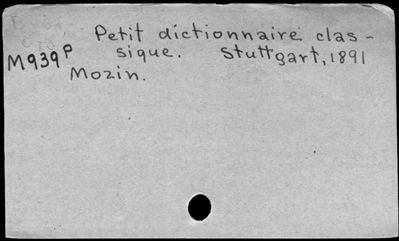 Petit dictionnaire clas-
M939P sique. Stuttgart, 1891
Mozin.